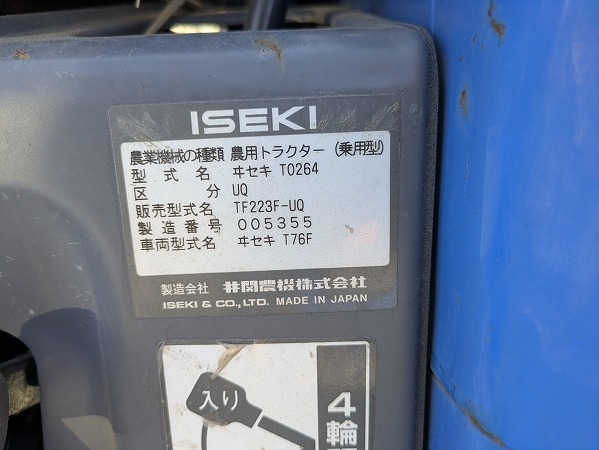 ISEKI
農業機械の種類 農用トラクター (乗用型)
型式名 ヰセキ TO264
区分 UQ
販売型式名 TF223F-UQ
製造番号 005355
車両型式名 ヰセキ T76F
製造会社 井関農機株式会社
ISEKI & CO., LTD. MADE IN JAPAN
入り
4輪